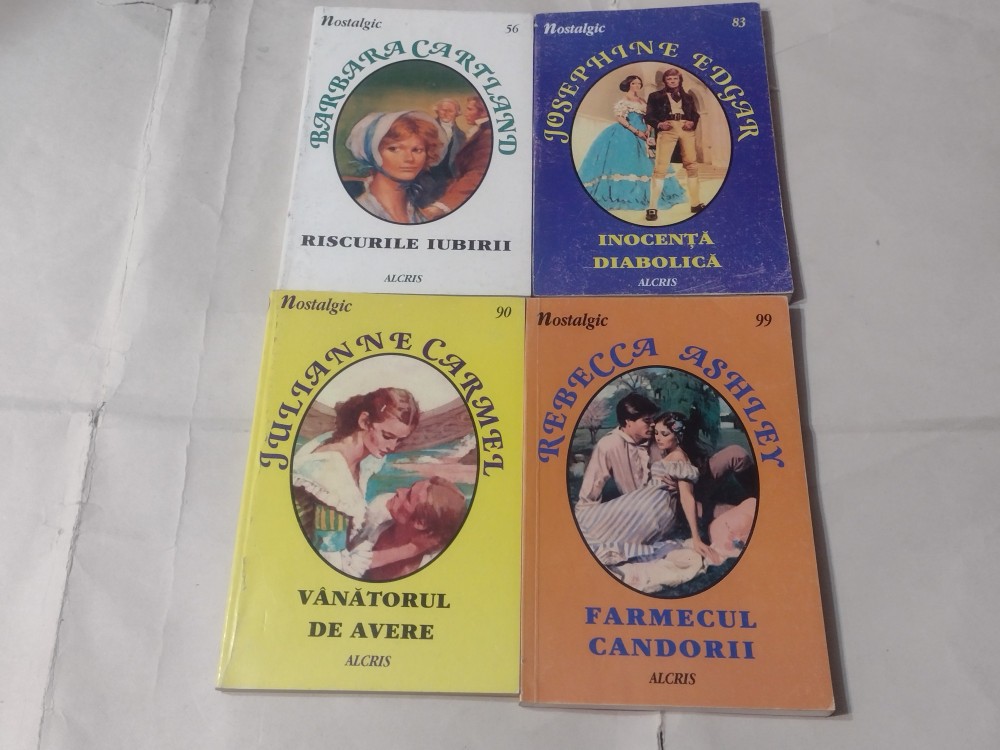 Nostalgic
56
BARBARA CARTLAND
RISCURILE IUBIRII
ALCRIS
Nostalgic
83
JOSEPHINE EDGAR
INOCENȚĂ
DIABOLICĂ
ALCRIS
Nostalgic
90
JULIANNE CARMEL
VÂNĂTORUL
DE AVERE
ALCRIS
Nostalgic
99
REBECCA ASHLEY
FARMECUL
CANDORII
ALCRIS